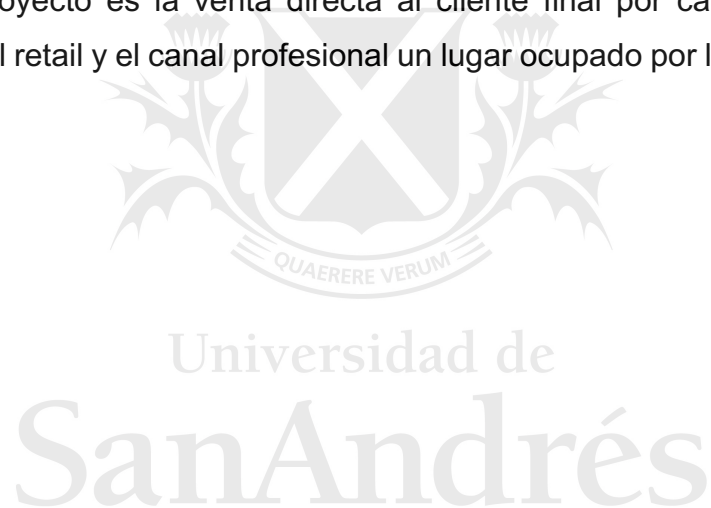 oyecto es la venta directa al cliente final por ca
l retail y el canal profesional un lugar ocupado por l
QUAERERE VERUM
Universidad de
SanAndrés